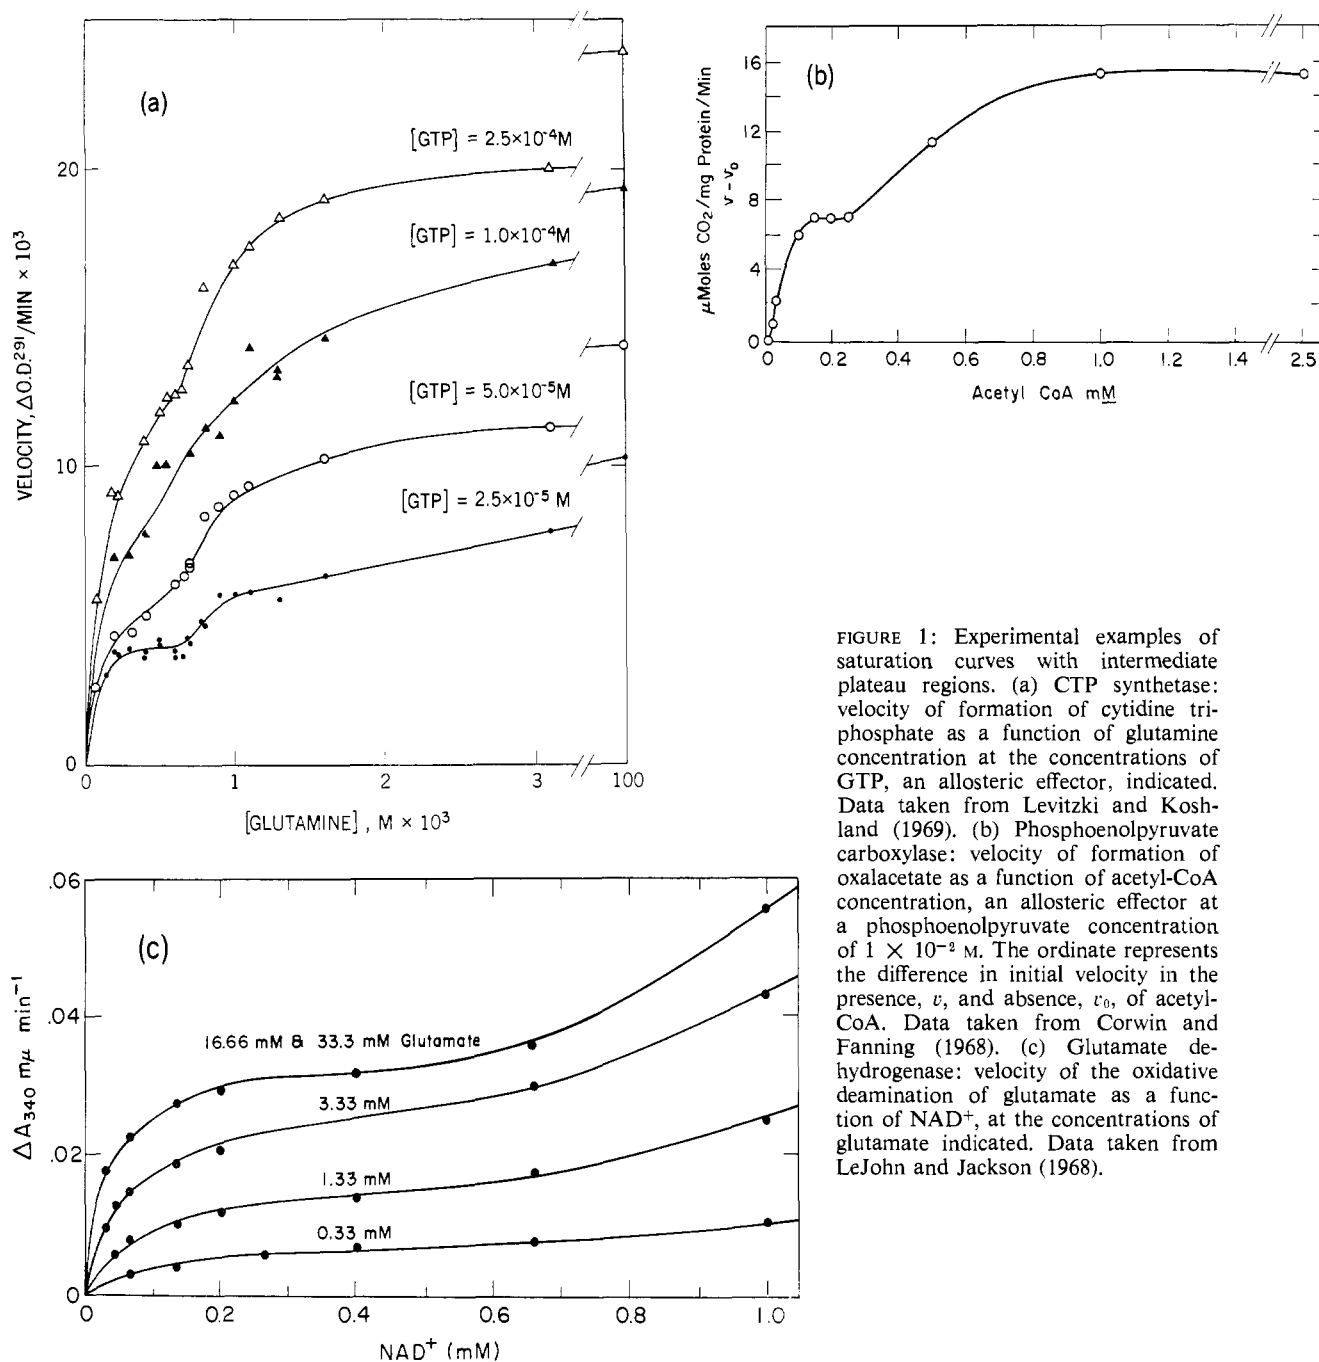 (a)
[GTP] = 2.5×10⁻⁴M
20
[GTP] = 1.0×10⁻⁴M
[GTP] = 5.0×10⁻⁵M
10
[GTP] = 2.5×10⁻⁵ M
0
VELOCITY, ΔO.D.²⁹¹/MIN × 10³
0 1 2 3 100
[GLUTAMINE] , M × 10³
(b)
16
12
8
4
0
μMoles CO₂/mg Protein/Min
v - v₀
0 0.2 0.4 0.6 0.8 1.0 1.2 1.4 2.5
Acetyl CoA mM
(c)
.06
.04
.02
0
ΔA₃₄₀ mμ min⁻¹
16.66 mM & 33.3 mM Glutamate
3.33 mM
1.33 mM
0.33 mM
0 0.2 0.4 0.6 0.8 1.0
NAD⁺ (mM)
FIGURE 1: Experimental examples of
saturation curves with intermediate
plateau regions. (a) CTP synthetase:
velocity of formation of cytidine tri-
phosphate as a function of glutamine
concentration at the concentrations of
GTP, an allosteric effector, indicated.
Data taken from Levitzki and Kosh-
land (1969). (b) Phosphoenolpyruvate
carboxylase: velocity of formation of
oxalacetate as a function of acetyl-CoA
concentration, an allosteric effector at
a phosphoenolpyruvate concentration
of 1 × 10⁻² M. The ordinate represents
the difference in initial velocity in the
presence, v, and absence, v₀, of acetyl-
CoA. Data taken from Corwin and
Fanning (1968). (c) Glutamate de-
hydrogenase: velocity of the oxidative
deamination of glutamate as a func-
tion of NAD⁺, at the concentrations of
glutamate indicated. Data taken from
LeJohn and Jackson (1968).